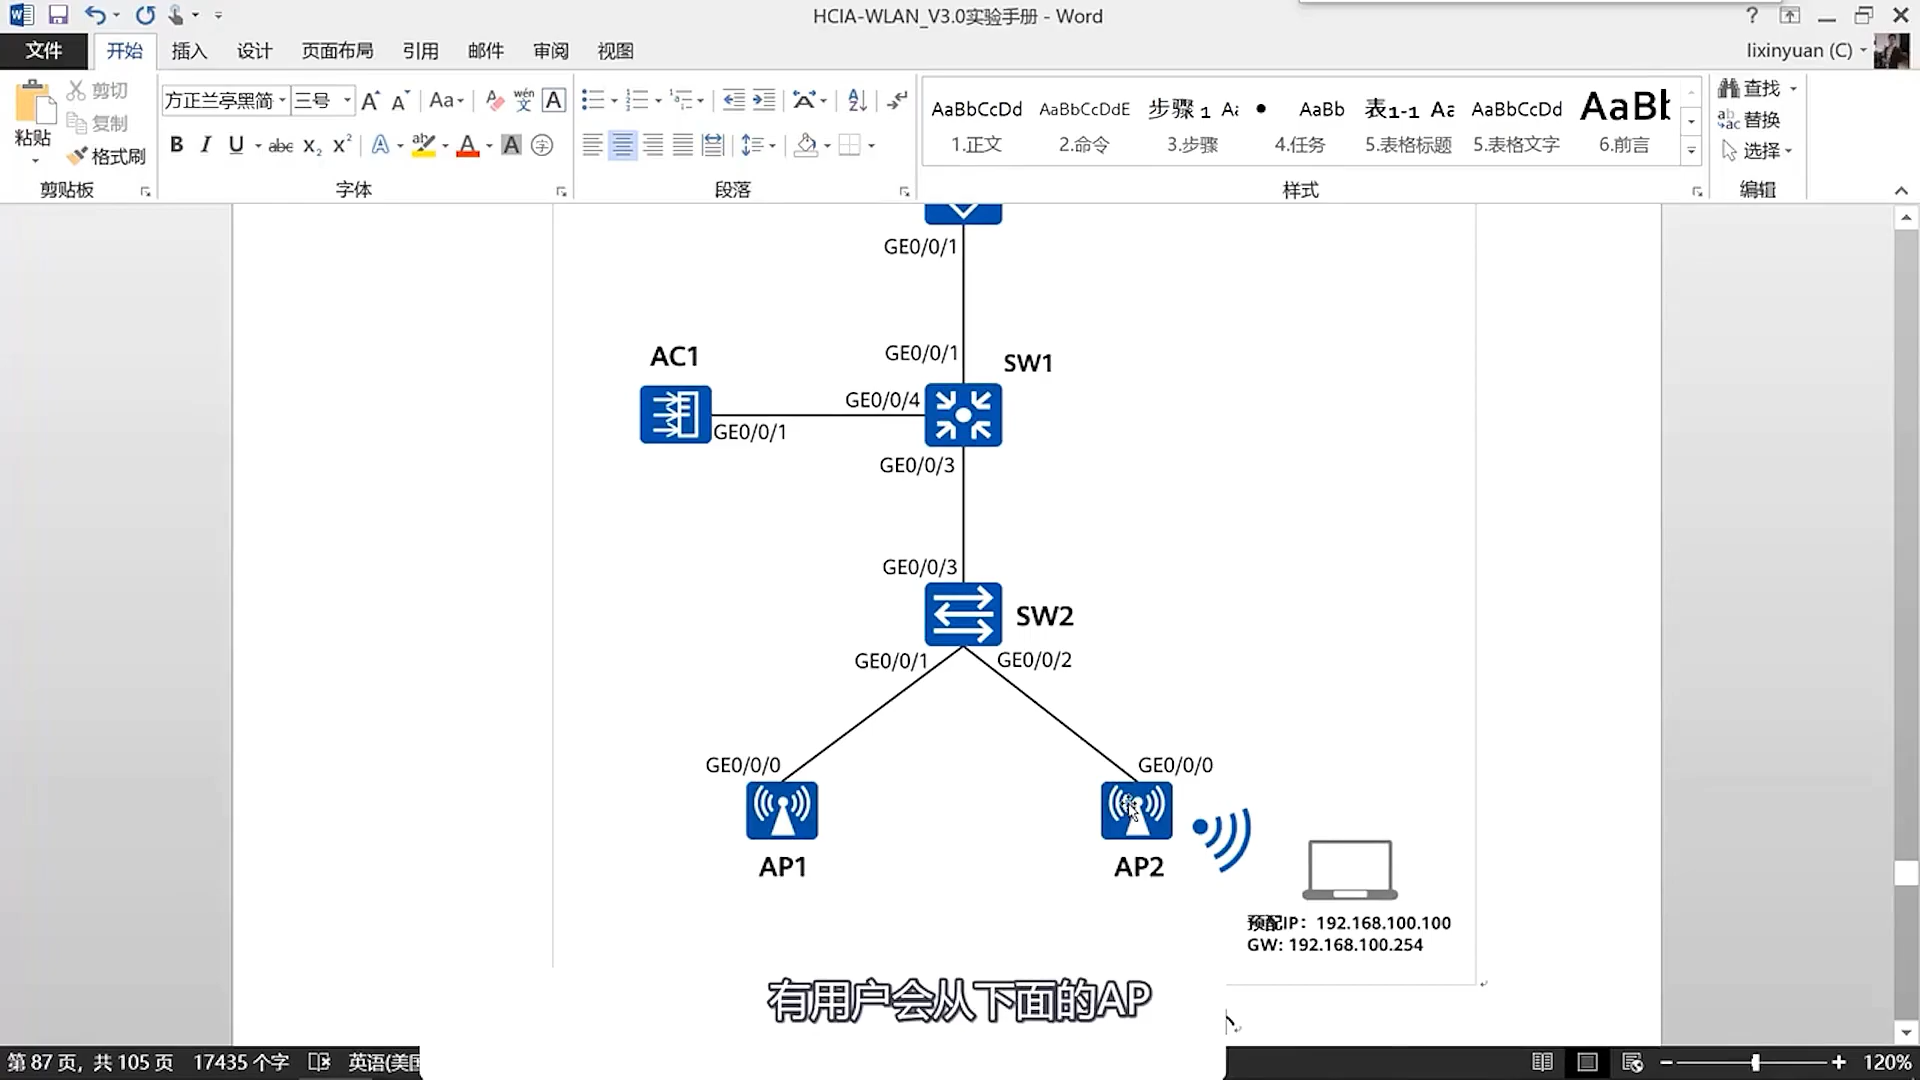 HCIA-WLAN_V3.0实验手册 - Word
文件 开始 插入 设计 页面布局 引用 邮件 审阅 视图
lixinyuan (C)
粘贴 剪切 复制 格式刷
剪贴板
方正兰亭黑简 三号
字体
段落
AaBbCcDd AaBbCcDdE 步骤 1 AaBb 表1-1 Aa AaBbCcDd
1.正文 2.命令 3.步骤 4.任务 5.表格标题 5.表格文字 6.前言
样式
查找
替换
选择
编辑
GE0/0/1
AC1
GE0/0/1
SW1
GE0/0/4
GE0/0/1
GE0/0/3
GE0/0/3
SW2
GE0/0/1 GE0/0/2
GE0/0/0 GE0/0/0
AP1 AP2
预配IP：192.168.100.100
GW: 192.168.100.254
有用户会从下面的AP
第 87 页，共 105 页 17435 个字 英语(美国
120%